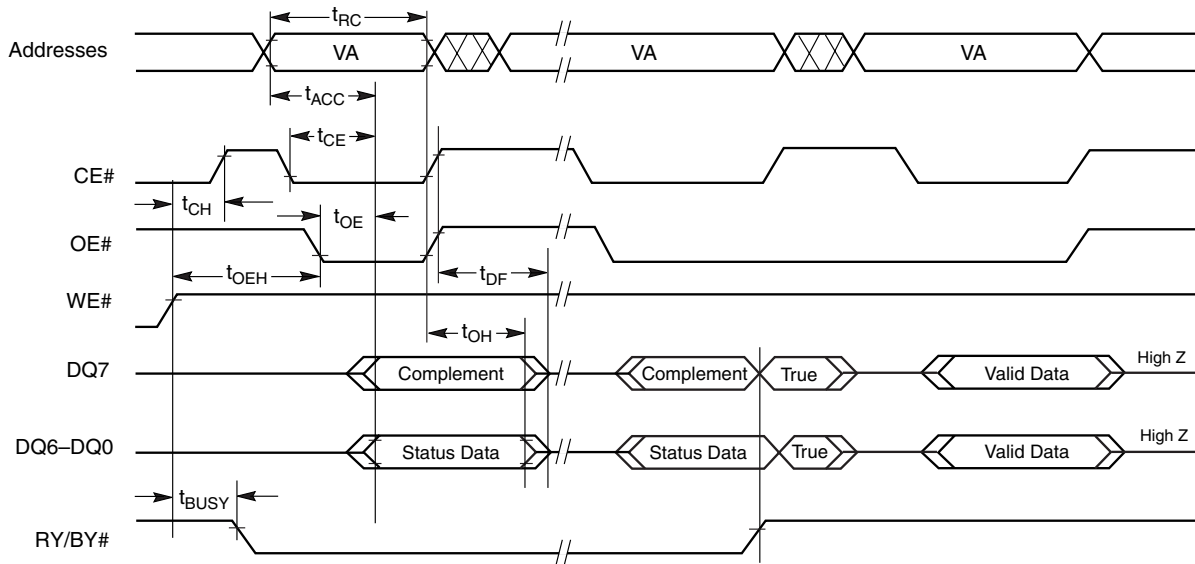 tRC
Addresses VA VA VA
tACC
tCE
CE#
tCH tOE
OE#
tOEH tDF
WE#
tOH
DQ7 Complement Complement True Valid Data High Z
DQ6–DQ0 Status Data Status Data True Valid Data High Z
tBUSY
RY/BY#